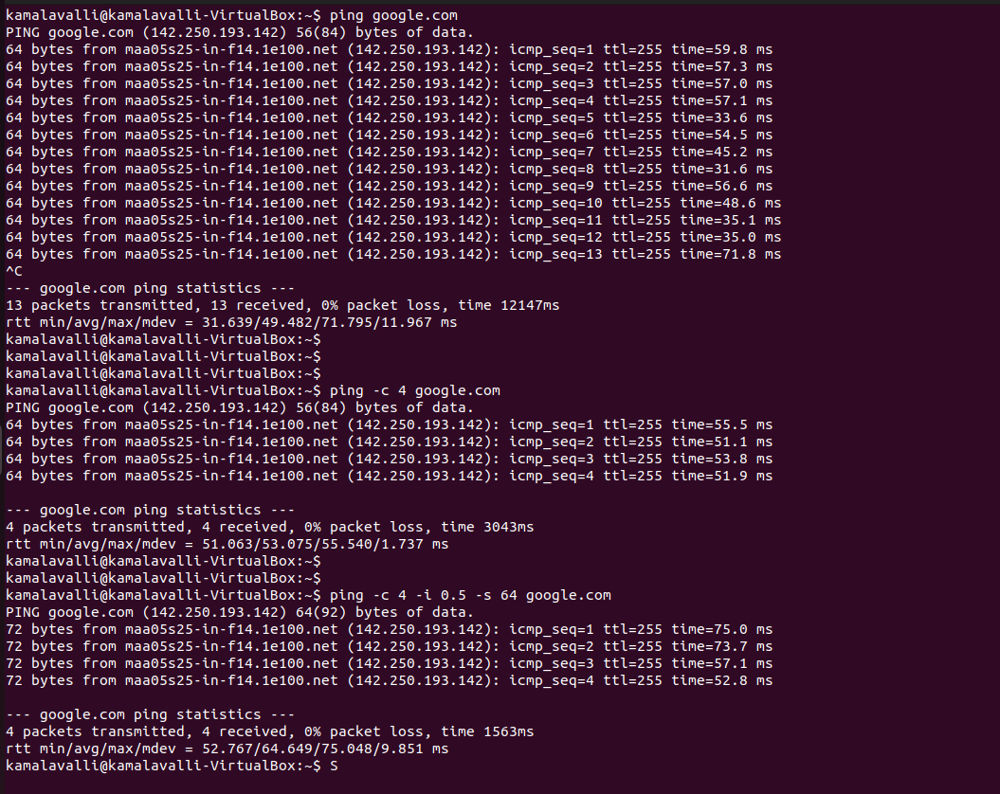 kamalavalli@kamalavalli-VirtualBox:~$ ping google.com
PING google.com (142.250.193.142) 56(84) bytes of data.
64 bytes from maa05s25-in-f14.1e100.net (142.250.193.142): icmp_seq=1 ttl=255 time=59.8 ms
64 bytes from maa05s25-in-f14.1e100.net (142.250.193.142): icmp_seq=2 ttl=255 time=57.3 ms
64 bytes from maa05s25-in-f14.1e100.net (142.250.193.142): icmp_seq=3 ttl=255 time=57.0 ms
64 bytes from maa05s25-in-f14.1e100.net (142.250.193.142): icmp_seq=4 ttl=255 time=57.1 ms
64 bytes from maa05s25-in-f14.1e100.net (142.250.193.142): icmp_seq=5 ttl=255 time=33.6 ms
64 bytes from maa05s25-in-f14.1e100.net (142.250.193.142): icmp_seq=6 ttl=255 time=54.5 ms
64 bytes from maa05s25-in-f14.1e100.net (142.250.193.142): icmp_seq=7 ttl=255 time=45.2 ms
64 bytes from maa05s25-in-f14.1e100.net (142.250.193.142): icmp_seq=8 ttl=255 time=31.6 ms
64 bytes from maa05s25-in-f14.1e100.net (142.250.193.142): icmp_seq=9 ttl=255 time=56.6 ms
64 bytes from maa05s25-in-f14.1e100.net (142.250.193.142): icmp_seq=10 ttl=255 time=48.6 ms
64 bytes from maa05s25-in-f14.1e100.net (142.250.193.142): icmp_seq=11 ttl=255 time=35.1 ms
64 bytes from maa05s25-in-f14.1e100.net (142.250.193.142): icmp_seq=12 ttl=255 time=35.0 ms
64 bytes from maa05s25-in-f14.1e100.net (142.250.193.142): icmp_seq=13 ttl=255 time=71.8 ms
^C
--- google.com ping statistics ---
13 packets transmitted, 13 received, 0% packet loss, time 12147ms
rtt min/avg/max/mdev = 31.639/49.482/71.795/11.967 ms
kamalavalli@kamalavalli-VirtualBox:~$
kamalavalli@kamalavalli-VirtualBox:~$
kamalavalli@kamalavalli-VirtualBox:~$
kamalavalli@kamalavalli-VirtualBox:~$ ping -c 4 google.com
PING google.com (142.250.193.142) 56(84) bytes of data.
64 bytes from maa05s25-in-f14.1e100.net (142.250.193.142): icmp_seq=1 ttl=255 time=55.5 ms
64 bytes from maa05s25-in-f14.1e100.net (142.250.193.142): icmp_seq=2 ttl=255 time=51.1 ms
64 bytes from maa05s25-in-f14.1e100.net (142.250.193.142): icmp_seq=3 ttl=255 time=53.8 ms
64 bytes from maa05s25-in-f14.1e100.net (142.250.193.142): icmp_seq=4 ttl=255 time=51.9 ms

--- google.com ping statistics ---
4 packets transmitted, 4 received, 0% packet loss, time 3043ms
rtt min/avg/max/mdev = 51.063/53.075/55.540/1.737 ms
kamalavalli@kamalavalli-VirtualBox:~$
kamalavalli@kamalavalli-VirtualBox:~$
kamalavalli@kamalavalli-VirtualBox:~$ ping -c 4 -i 0.5 -s 64 google.com
PING google.com (142.250.193.142) 64(92) bytes of data.
72 bytes from maa05s25-in-f14.1e100.net (142.250.193.142): icmp_seq=1 ttl=255 time=75.0 ms
72 bytes from maa05s25-in-f14.1e100.net (142.250.193.142): icmp_seq=2 ttl=255 time=73.7 ms
72 bytes from maa05s25-in-f14.1e100.net (142.250.193.142): icmp_seq=3 ttl=255 time=57.1 ms
72 bytes from maa05s25-in-f14.1e100.net (142.250.193.142): icmp_seq=4 ttl=255 time=52.8 ms

--- google.com ping statistics ---
4 packets transmitted, 4 received, 0% packet loss, time 1563ms
rtt min/avg/max/mdev = 52.767/64.649/75.048/9.851 ms
kamalavalli@kamalavalli-VirtualBox:~$ S